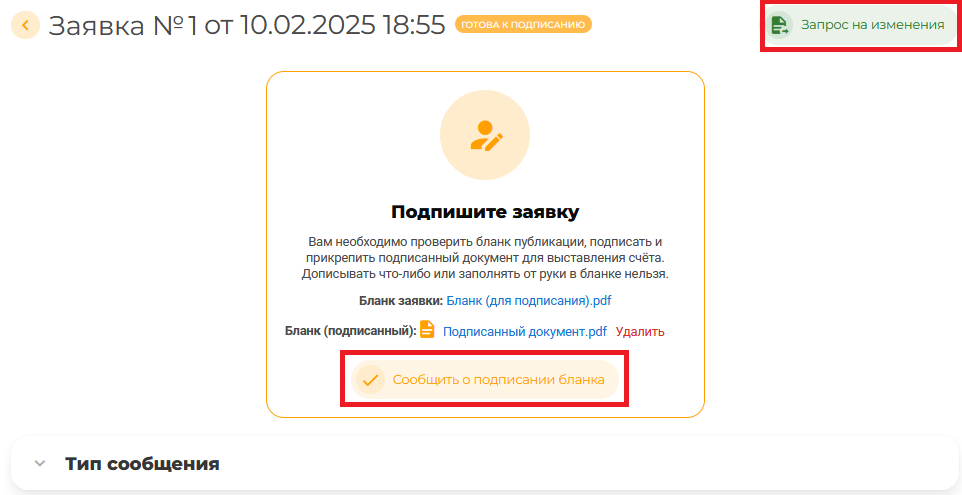 Заявка №1 от 10.02.2025 18:55 ГОТОВА К ПОДПИСАНИЮ Запрос на изменения
Подпишите заявку
Вам необходимо проверить бланк публикации, подписать и
прикрепить подписанный документ для выставления счёта.
Дописывать что-либо или заполнять от руки в бланке нельзя.
Бланк заявки: Бланк (для подписания).pdf
Бланк (подписанный): Подписанный документ.pdf Удалить
Сообщить о подписании бланка
Тип сообщения